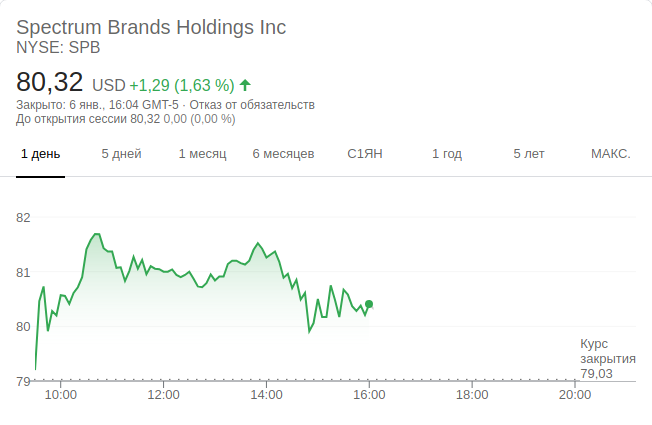 Spectrum Brands Holdings Inc
NYSE: SPB
80,32 USD +1,29 (1,63 %)
Закрыто: 6 янв., 16:04 GMT-5 · Отказ от обязательств
До открытия сессии 80,32 0,00 (0,00 %)
1 день 5 дней 1 месяц 6 месяцев С1ЯН 1 год 5 лет МАКС.
82
81
80
Курс
закрытия
79,03
79
10:00 12:00 14:00 16:00 18:00 20:00